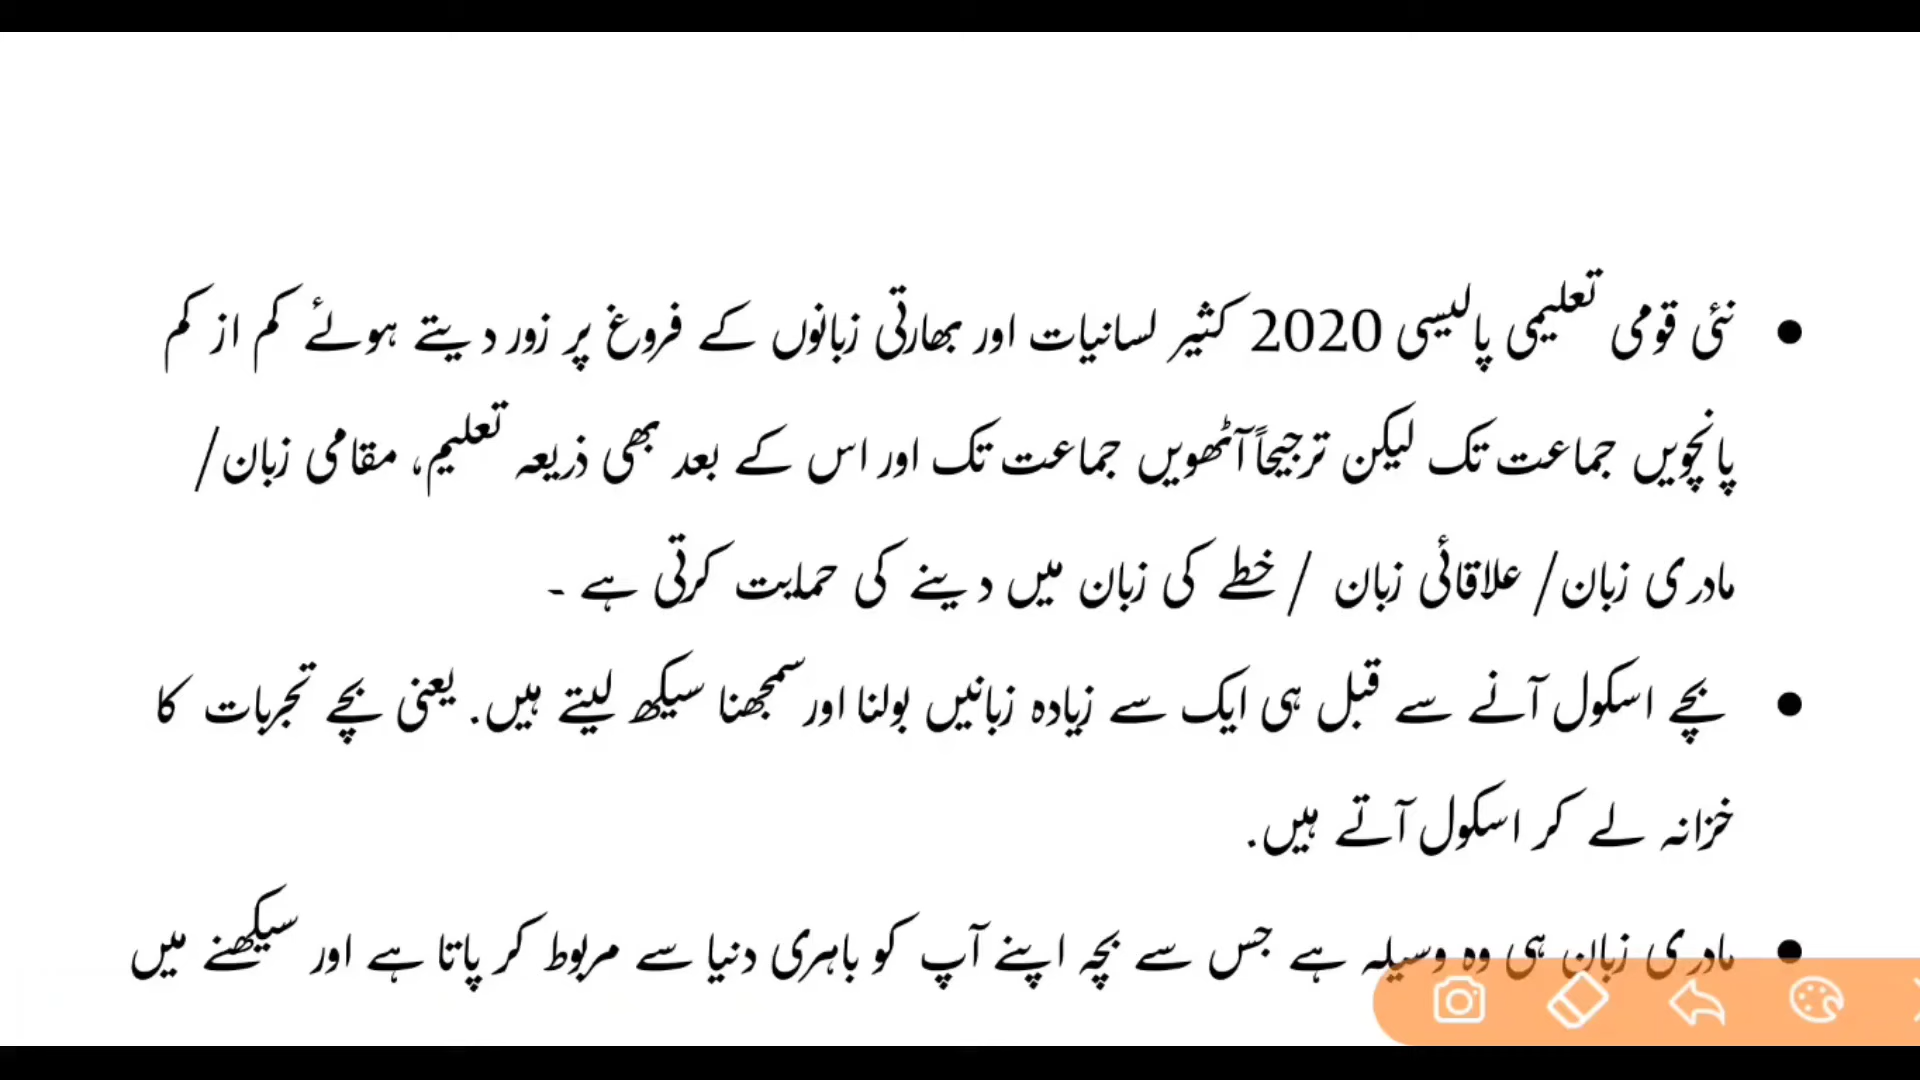 • نئی قومی تعلیمی پالیسی 2020 کثیر لسانیات اور بھارتی زبانوں کے فروغ پر زور دیتے ہوئے کم از کم
پانچویں جماعت تک لیکن ترجیحاً آٹھویں جماعت تک اور اس کے بعد بھی ذریعہ تعلیم، مقامی زبان/
مادری زبان/ علاقائی زبان / خطے کی زبان میں دینے کی حمایت کرتی ہے ۔
• بچے اسکول آنے سے قبل ہی ایک سے زیادہ زبانیں بولنا اور سمجھنا سیکھ لیتے ہیں. یعنی بچے تجربات کا
خزانہ لے کر اسکول آتے ہیں.
• مادری زبان ہی وہ وسیلہ ہے جس سے بچہ اپنے آپ کو باہری دنیا سے مربوط کر پاتا ہے اور سیکھنے میں